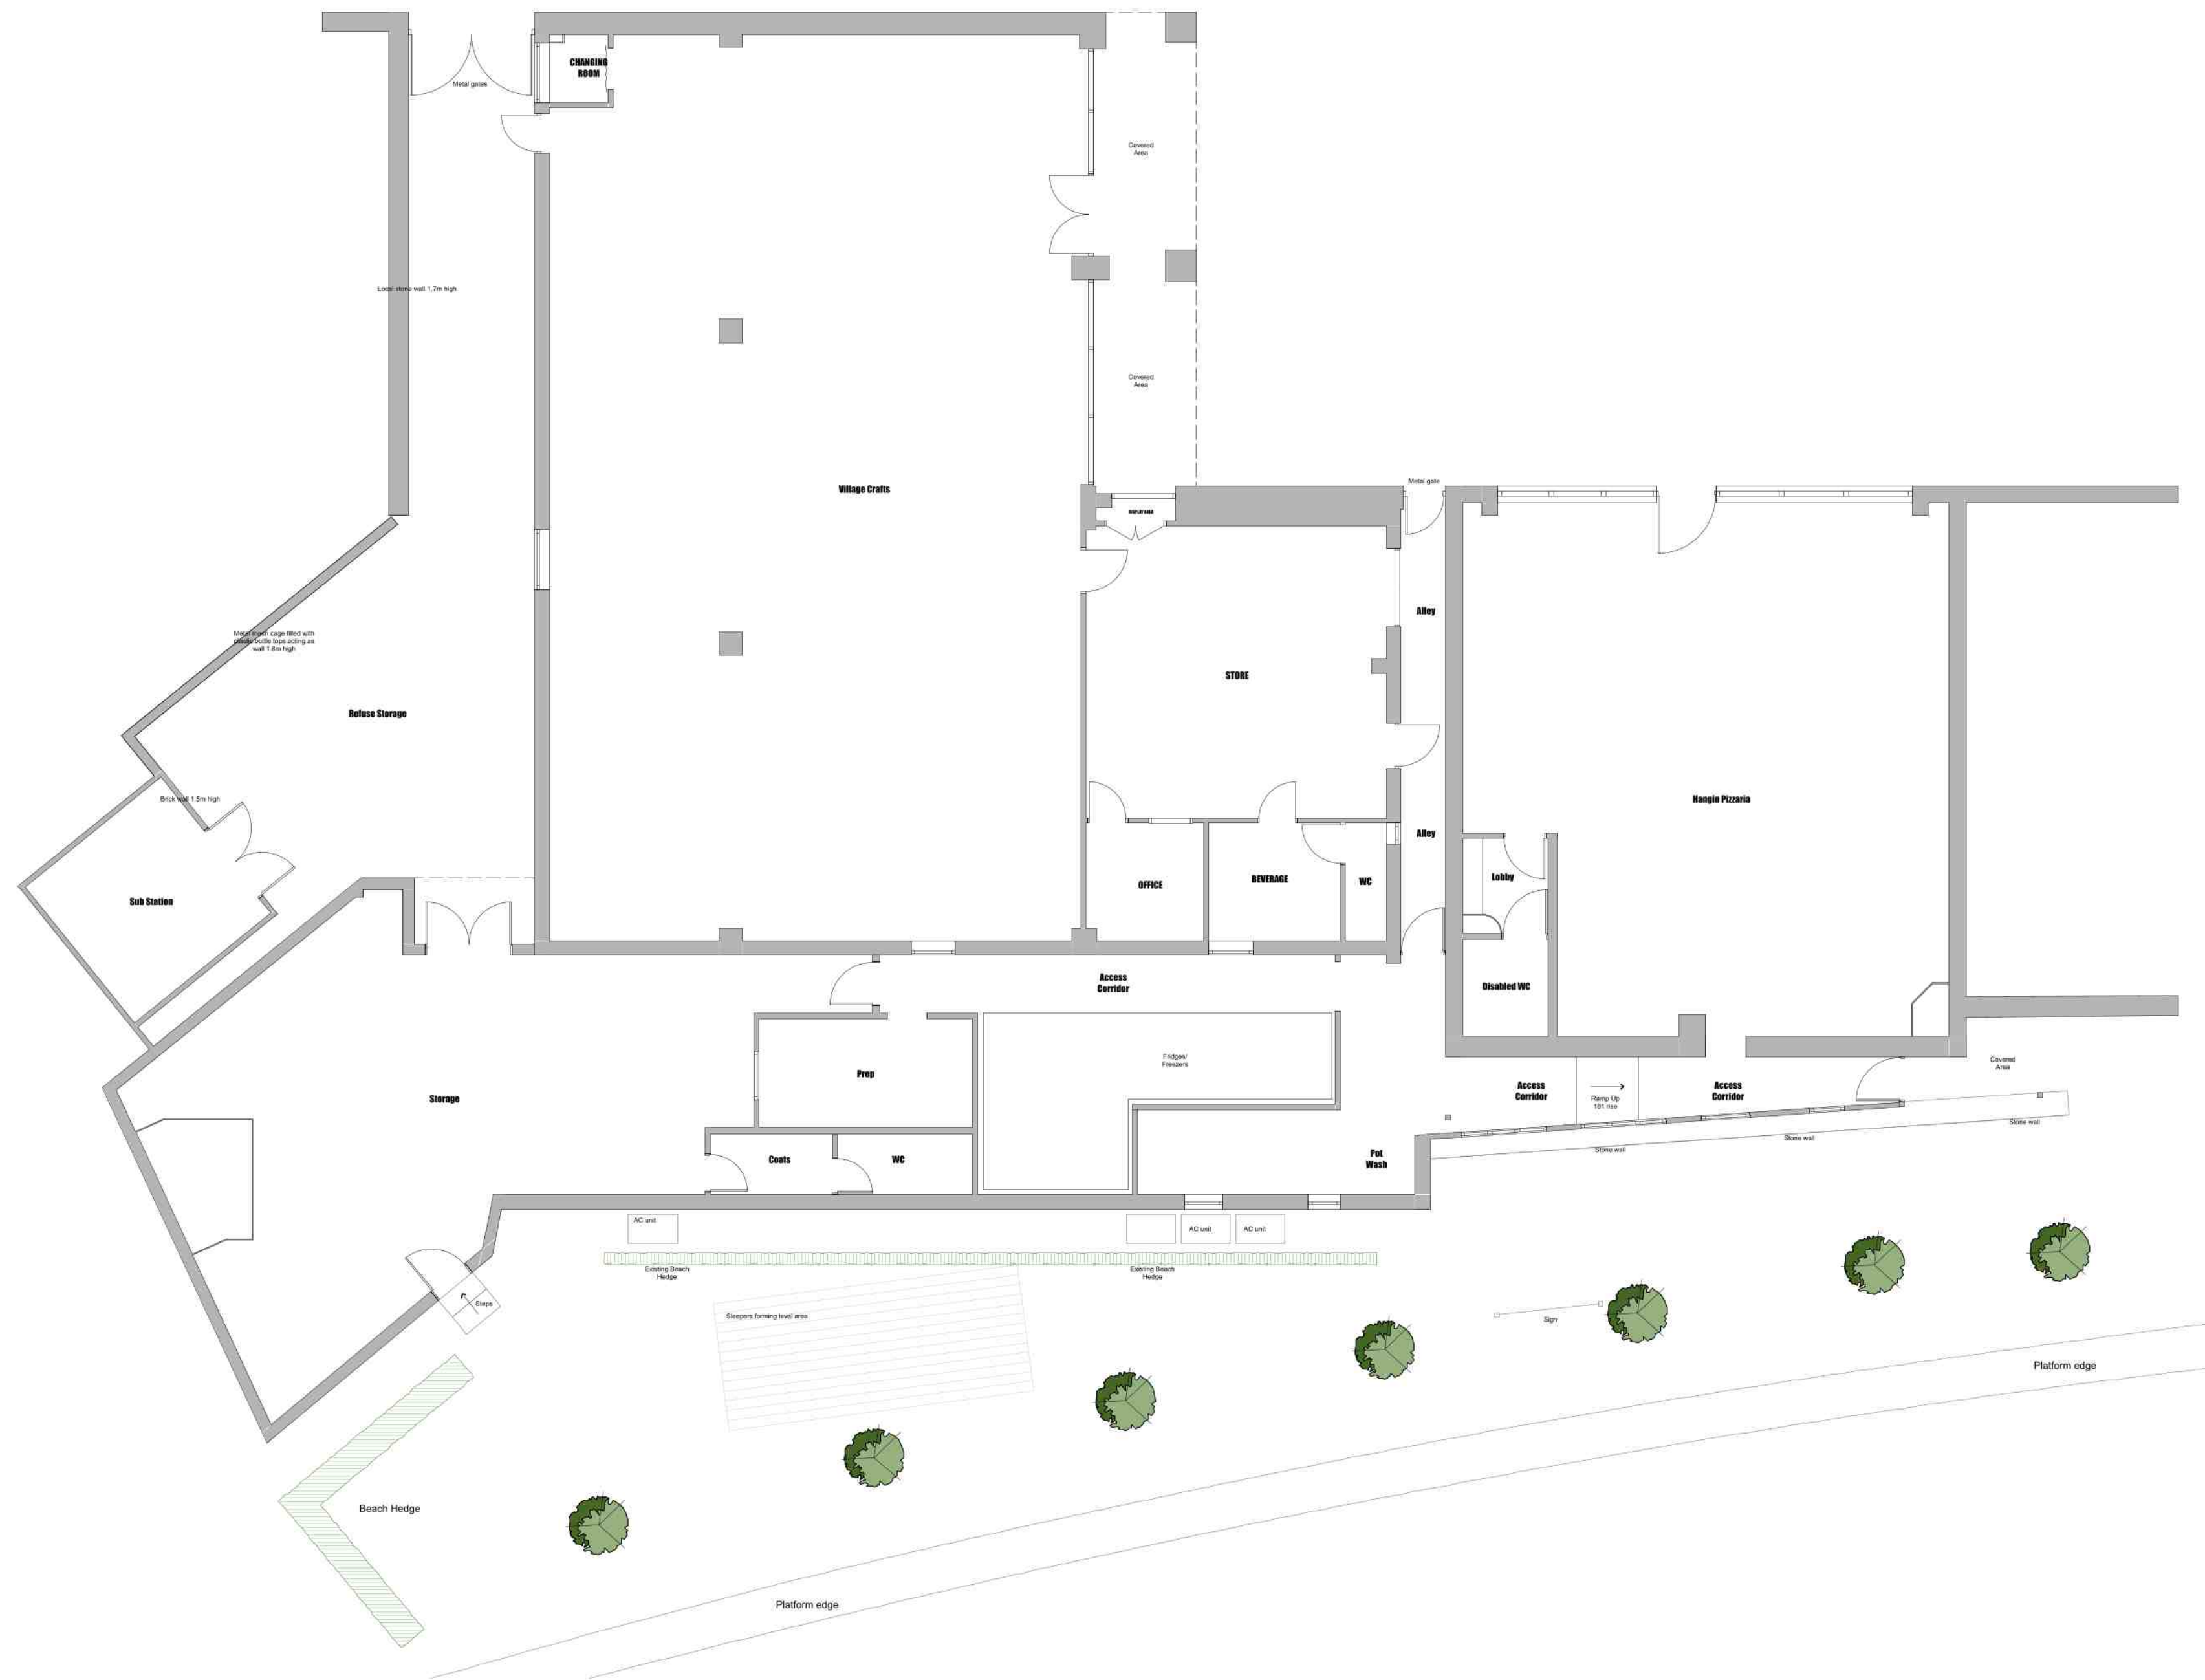 CHANGING
ROOM
Metal gates
Covered
Area
Local stone wall 1.7m high
Covered
Area
Village Crafts
Metal gate
DISPLAY AREA
Alley
Metal mesh cage filled with
plastic bottle tops acting as
wall 1.8m high
STORE
Refuse Storage
Brick wall 1.5m high
Hangin Pizzaria
Alley
Sub Station
OFFICE
BEVERAGE
WC
Lobby
Access
Corridor
Disabled WC
Fridges/
Freezers
Prep
Storage
Access
Corridor
Ramp Up
181 rise
Access
Corridor
Covered
Area
Stone wall
Stone wall
Stone wall
Coats
WC
Pot
Wash
AC unit
AC unit
AC unit
Existing Beach
Hedge
Existing Beach
Hedge
Steps
Sleepers forming level area
Sign
Platform edge
Beach Hedge
Platform edge